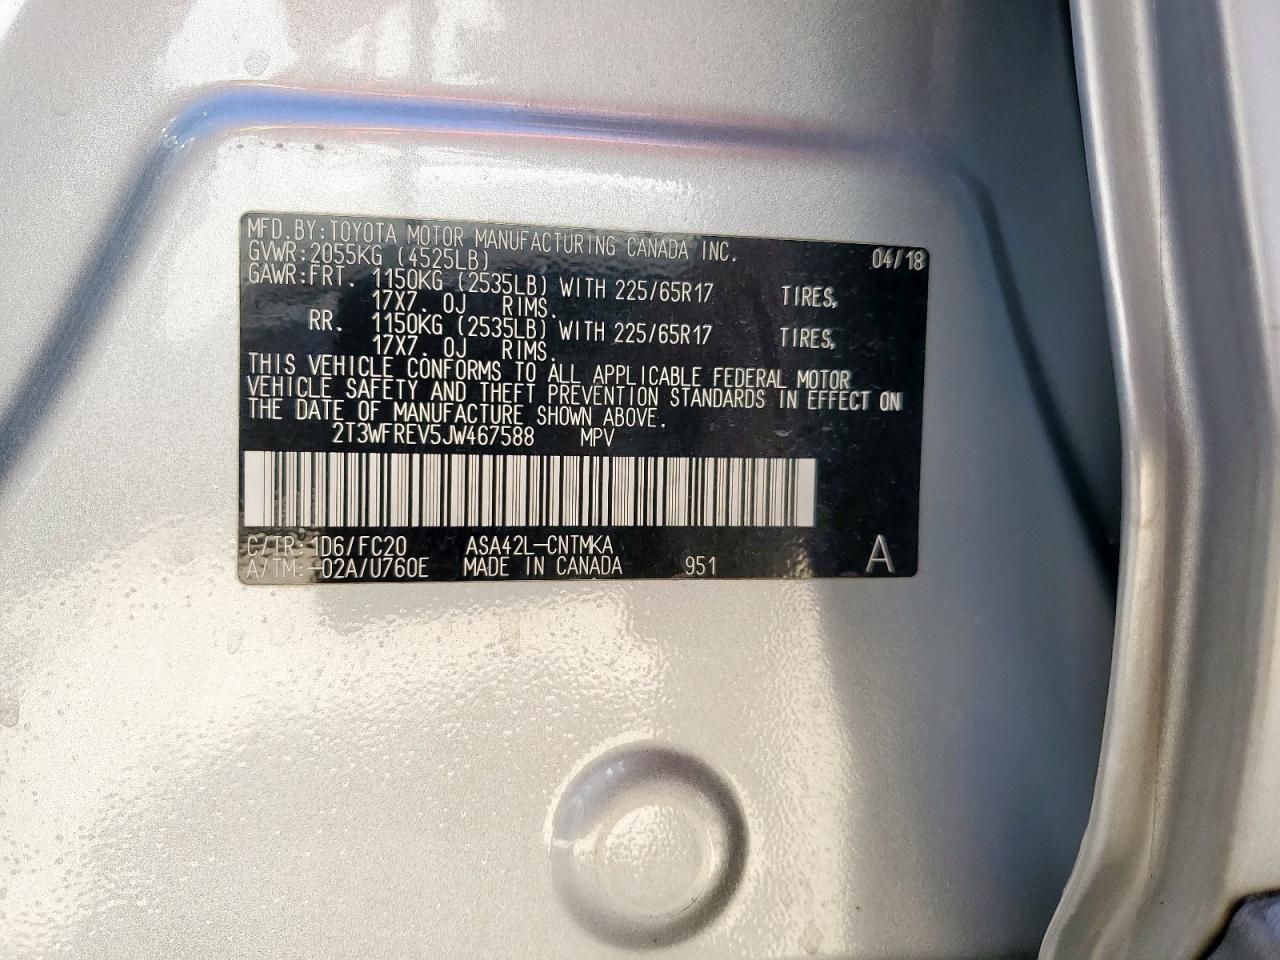 MFD.BY:TOYOTA MOTOR MANUFACTURING CANADA INC. 04/18
GVWR:2055KG (4525LB)
GAWR:FRT. 1150KG (2535LB) WITH 225/65R17 TIRES,
17X7. 0J RIMS.
RR. 1150KG (2535LB) WITH 225/65R17 TIRES,
17X7. 0J RIMS.
THIS VEHICLE CONFORMS TO ALL APPLICABLE FEDERAL MOTOR
VEHICLE SAFETY AND THEFT PREVENTION STANDARDS IN EFFECT ON
THE DATE OF MANUFACTURE SHOWN ABOVE.
2T3WFREV5JW467588 MPV
C/TR:1D6/FC20 ASA42L-CNTMKA
A/TM:-02A/U760E MADE IN CANADA 951 A